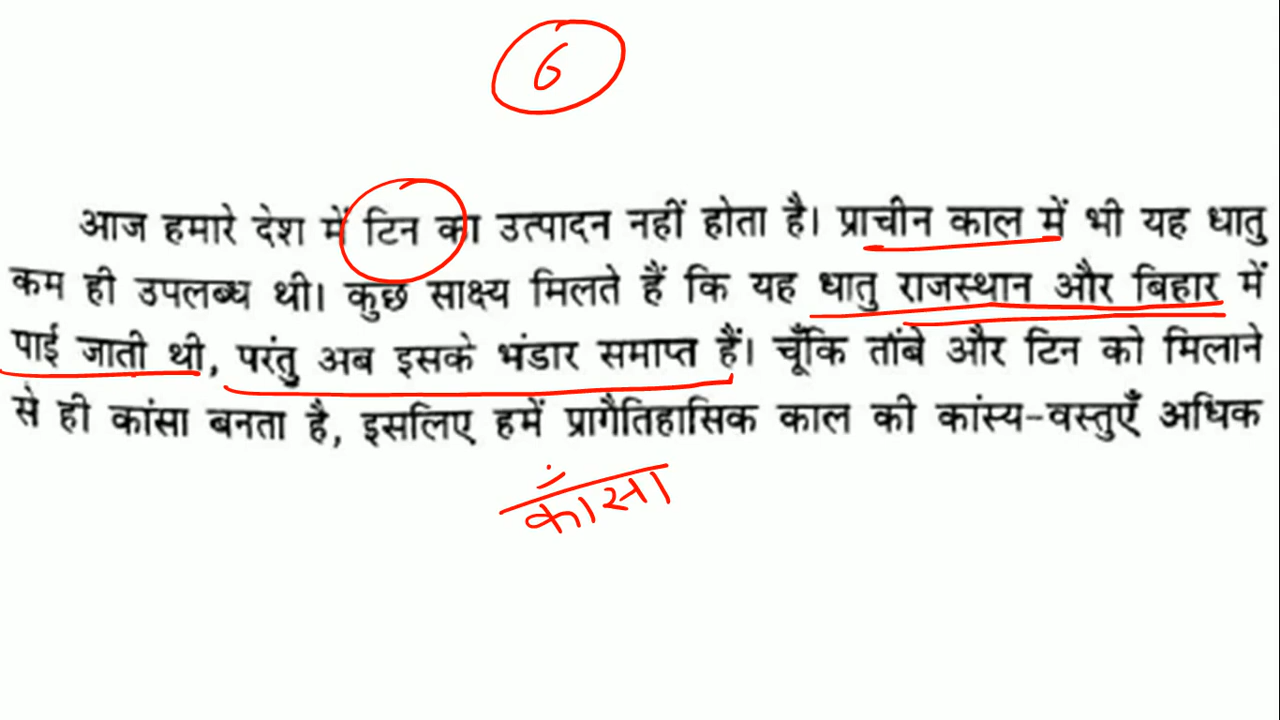 6
आज हमारे देश में टिन का उत्पादन नहीं होता है। प्राचीन काल में भी यह धातु
कम ही उपलब्ध थी। कुछ साक्ष्य मिलते हैं कि यह धातु राजस्थान और बिहार में
पाई जाती थी, परंतु अब इसके भंडार समाप्त हैं। चूँकि तांबे और टिन को मिलाने
से ही कांसा बनता है, इसलिए हमें प्रागैतिहासिक काल की कांस्य-वस्तुएँ अधिक
काँसा